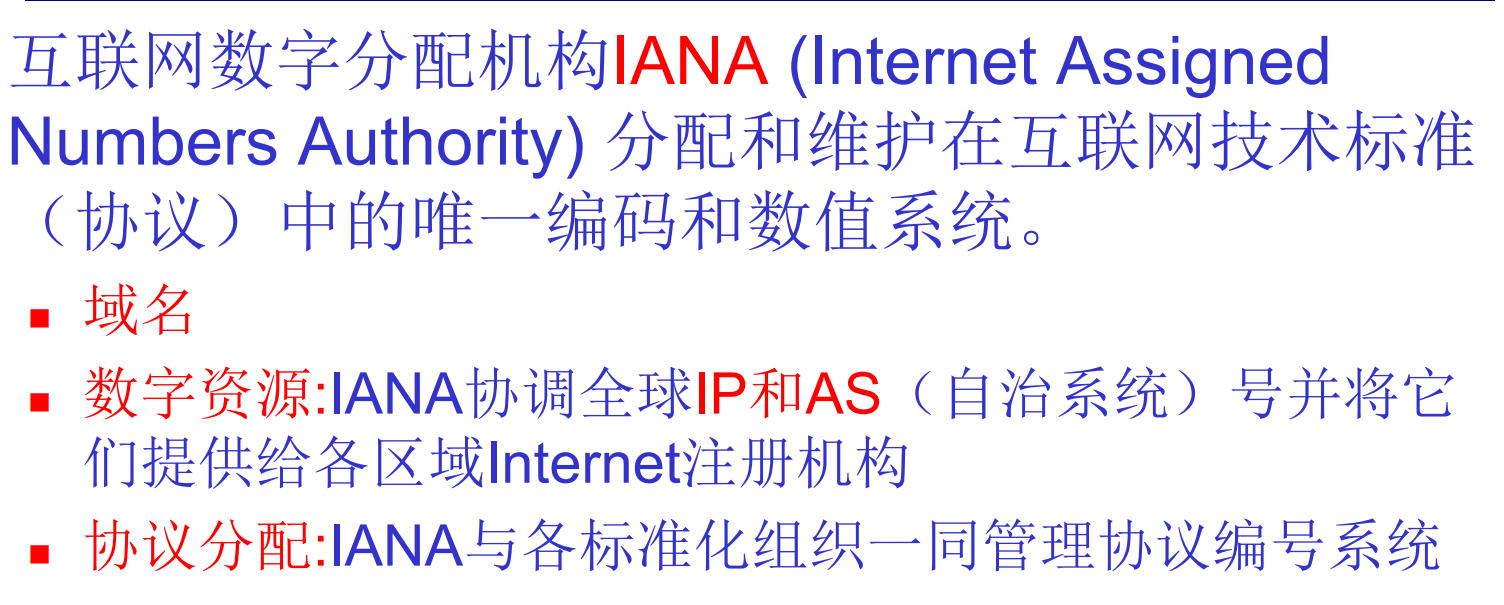 互联网数字分配机构IANA (Internet Assigned
Numbers Authority) 分配和维护在互联网技术标准
（协议）中的唯一编码和数值系统。
■ 域名
■ 数字资源:IANA协调全球IP和AS（自治系统）号并将它
们提供给各区域Internet注册机构
■ 协议分配:IANA与各标准化组织一同管理协议编号系统